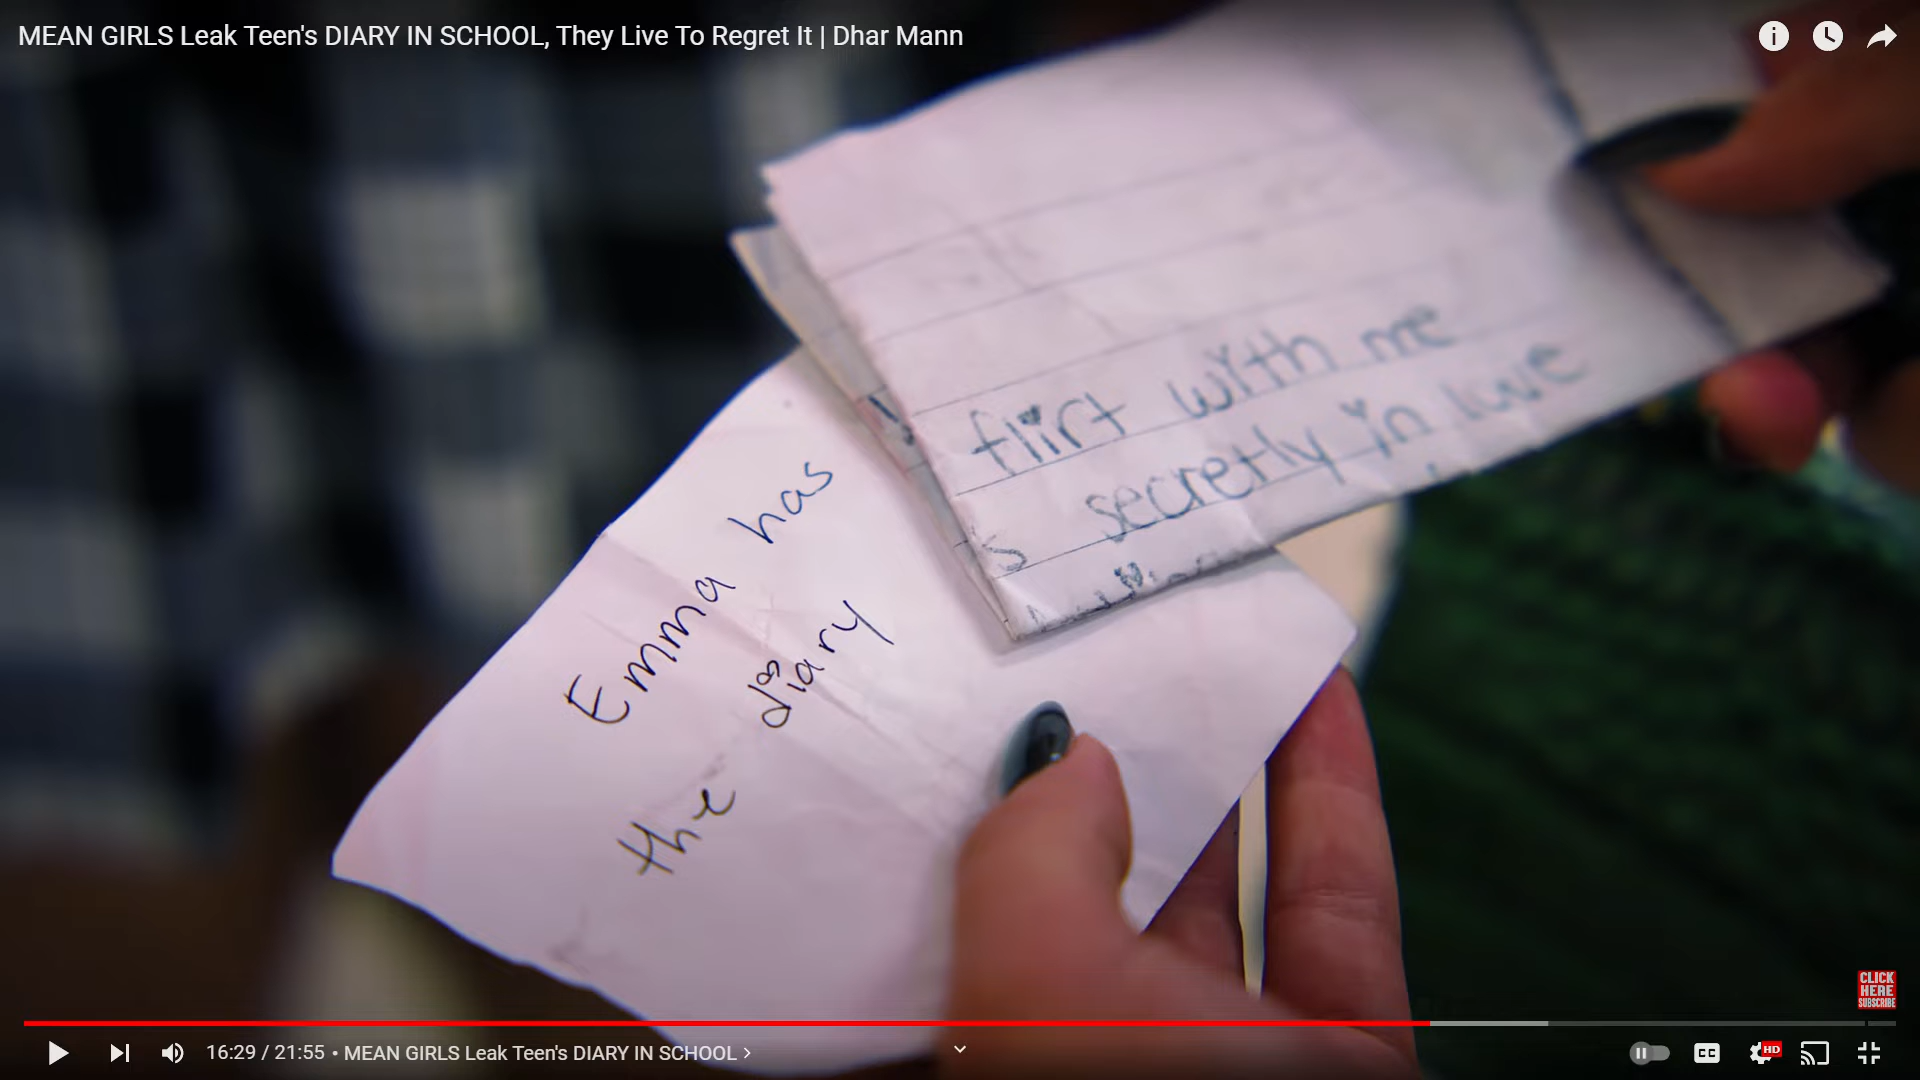 MEAN GIRLS Leak Teen's DIARY IN SCHOOL, They Live To Regret It | Dhar Mann
flirt with me
s secretly in love
Emma has
the diary
CLICK
HERE
SUBSCRIBE
16:29 / 21:55 • MEAN GIRLS Leak Teen's DIARY IN SCHOOL >
CC
HD